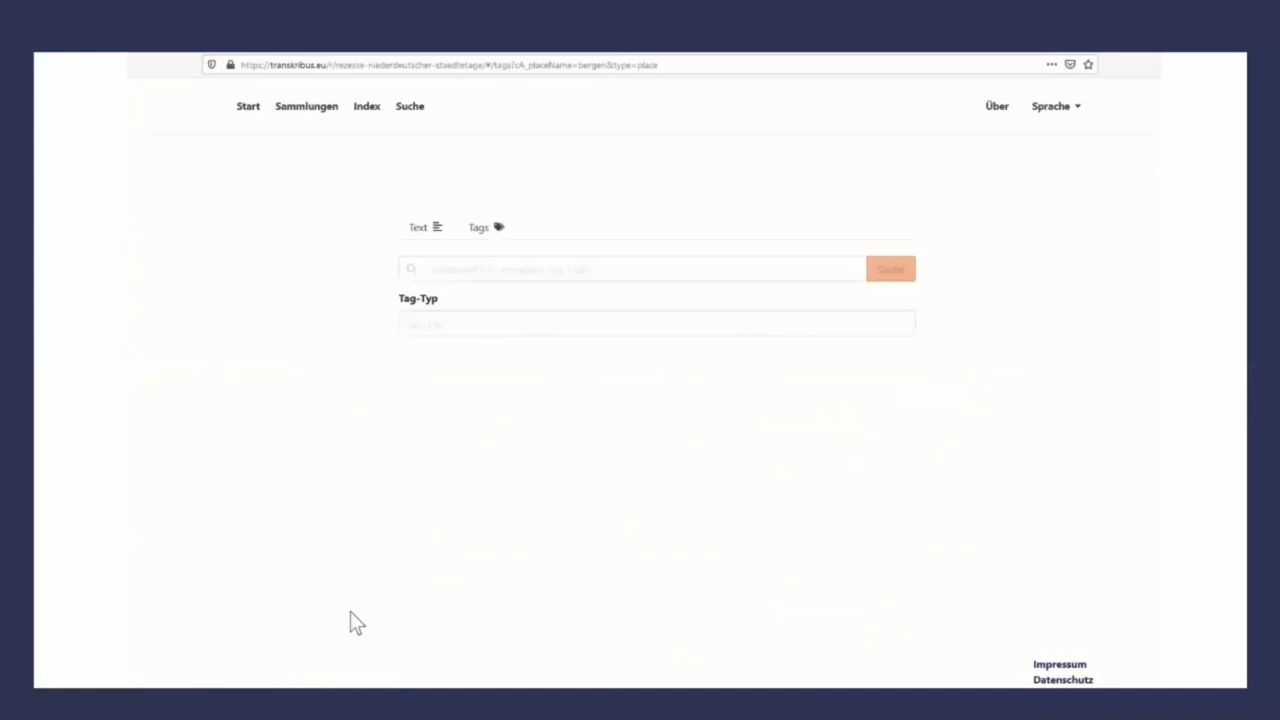 https://transkribus.eu/r/rezesse-niederdeutscher-staedtetage/#/tags?cA_placeName=bergen&type=place
Start Sammlungen Index Suche Über Sprache
Text Tags
Suche
Tag-Typ
Impressum
Datenschutz